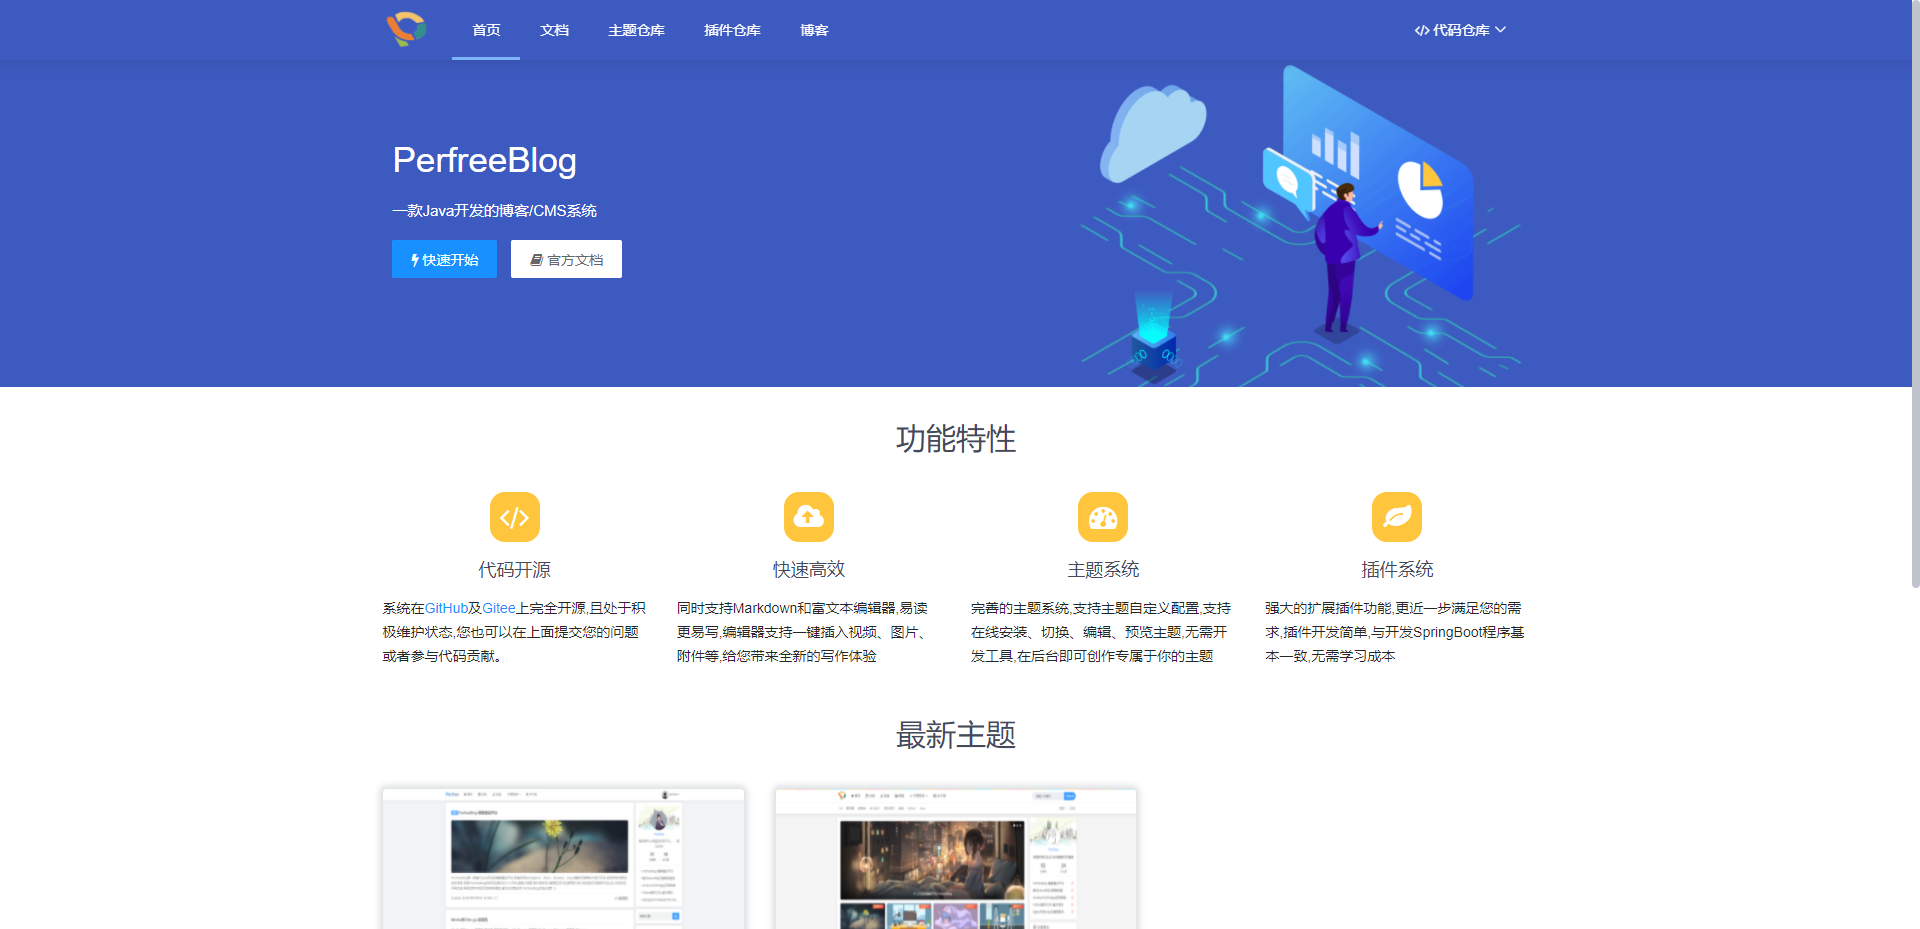 首页 文档 主题仓库 插件仓库 博客 代码仓库
PerfreeBlog
一款Java开发的博客/CMS系统
快速开始 官方文档
功能特性
代码开源
系统在GitHub及Gitee上完全开源,且处于积
极维护状态,您也可以在上面提交您的问题
或者参与代码贡献。
快速高效
同时支持Markdown和富文本编辑器,易读
更易写,编辑器支持一键插入视频、图片、
附件等,给您带来全新的写作体验
主题系统
完善的主题系统,支持主题自定义配置,支持
在线安装、切换、编辑、预览主题,无需开
发工具,在后台即可创作专属于你的主题
插件系统
强大的扩展插件功能,更近一步满足您的需
求,插件开发简单,与开发SpringBoot程序基
本一致,无需学习成本
最新主题